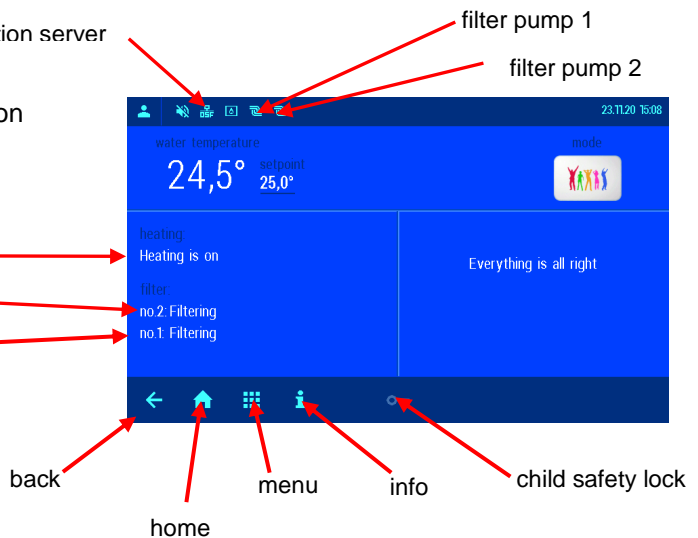 filter pump 1
tion server
filter pump 2
on
DSF
23.11.20 15:08
water temperature
mode
24,5°
setpoint
25,0°
heating:
Heating is on
Everything is all right
filter:
no.2: Filtering
no.1: Filtering
back
menu
info
child safety lock
home